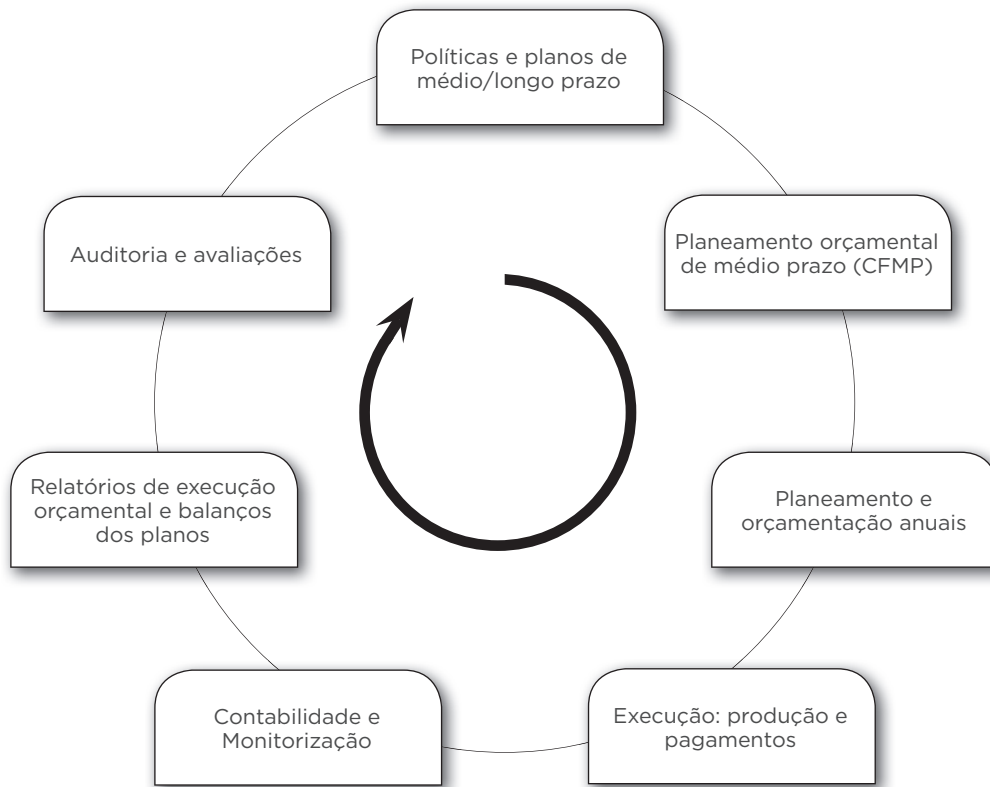 Políticas e planos de
médio/longo prazo
Planeamento orçamental
de médio prazo (CFMP)
Planeamento e
orçamentação anuais
Execução: produção e
pagamentos
Contabilidade e
Monitorização
Relatórios de execução
orçamental e balanços
dos planos
Auditoria e avaliações